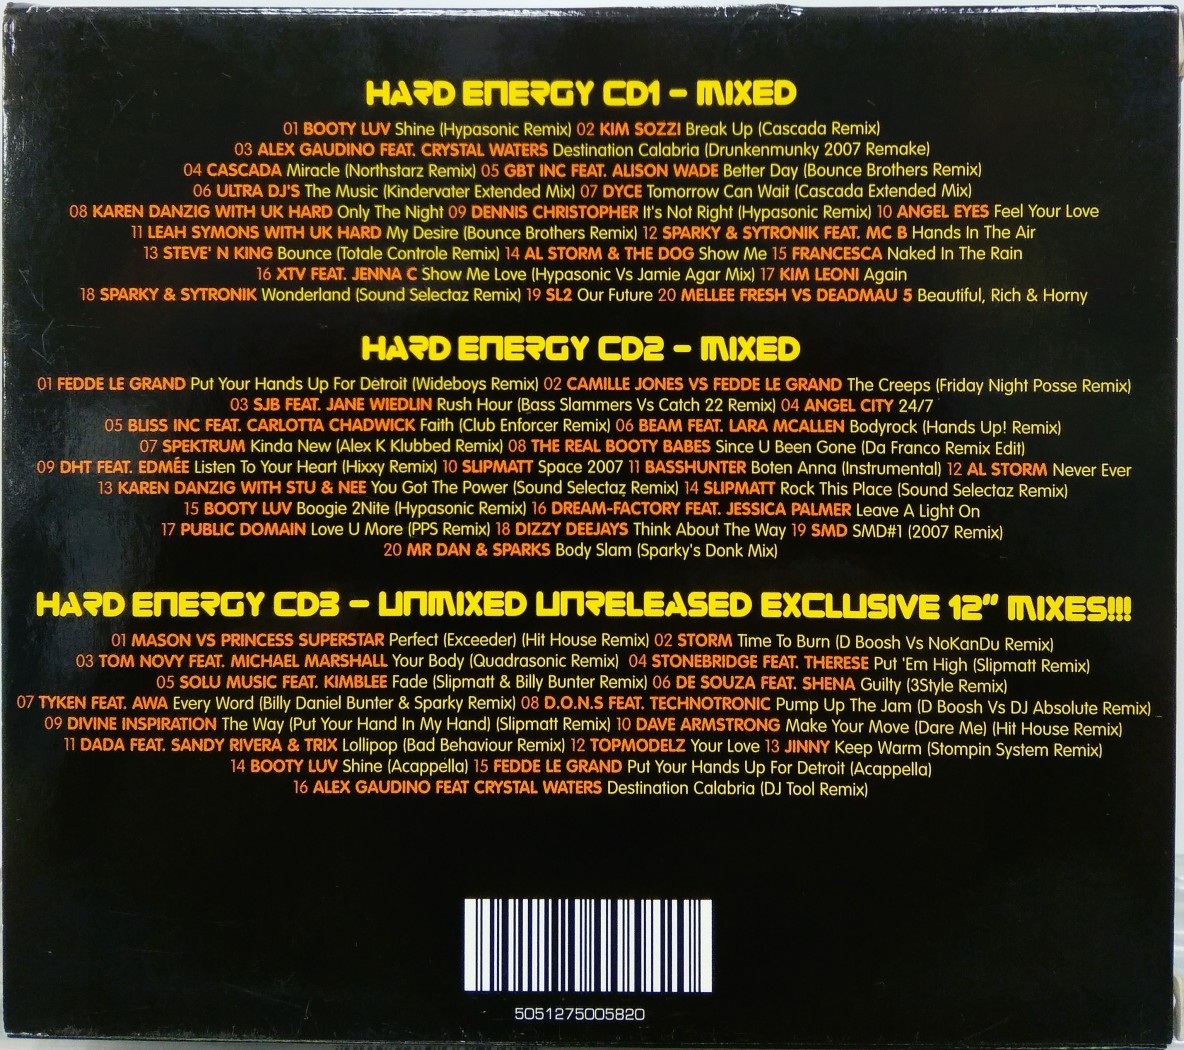 HARD ENERGY CD1 - MIXED
01 BOOTY LUV Shine (Hypasonic Remix) 02 KIM SOZZI Break Up (Cascada Remix)
03 ALEX GAUDINO FEAT. CRYSTAL WATERS Destination Calabria (Drunkenmunky 2007 Remake)
04 CASCADA Miracle (Northstarz Remix) 05 GBT INC FEAT. ALISON WADE Better Day (Bounce Brothers Remix)
06 ULTRA DJ'S The Music (Kindervater Extended Mix) 07 DYCE Tomorrow Can Wait (Cascada Extended Mix)
08 KAREN DANZIG WITH UK HARD Only The Night 09 DENNIS CHRISTOPHER It's Not Right (Hypasonic Remix) 10 ANGEL EYES Feel Your Love
11 LEAH SYMONS WITH UK HARD My Desire (Bounce Brothers Remix) 12 SPARKY & SYTRONIK FEAT. MC B Hands In The Air
13 STEVE' N KING Bounce (Totale Controle Remix) 14 AL STORM & THE DOG Show Me 15 FRANCESCA Naked In The Rain
16 XTV FEAT. JENNA C Show Me Love (Hypasonic Vs Jamie Agar Mix) 17 KIM LEONI Again
18 SPARKY & SYTRONIK Wonderland (Sound Selectaz Remix) 19 SL2 Our Future 20 MELLEE FRESH VS DEADMAU 5 Beautiful, Rich & Horny
HARD ENERGY CD2 - MIXED
01 FEDDE LE GRAND Put Your Hands Up For Detroit (Wideboys Remix) 02 CAMILLE JONES VS FEDDE LE GRAND The Creeps (Friday Night Posse Remix)
03 SJB FEAT. JANE WIEDLIN Rush Hour (Bass Slammers Vs Catch 22 Remix) 04 ANGEL CITY 24/7
05 BLISS INC FEAT. CARLOTTA CHADWICK Faith (Club Enforcer Remix) 06 BEAM FEAT. LARA MCALLEN Bodyrock (Hands Up! Remix)
07 SPEKTRUM Kinda New (Alex K Klubbed Remix) 08 THE REAL BOOTY BABES Since U Been Gone (Da Franco Remix Edit)
09 DHT FEAT. EDMÉE Listen To Your Heart (Hixxy Remix) 10 SLIPMATT Space 2007 11 BASSHUNTER Boten Anna (Instrumental) 12 AL STORM Never Ever
13 KAREN DANZIG WITH STU & NEE You Got The Power (Sound Selectaz Remix) 14 SLIPMATT Rock This Place (Sound Selectaz Remix)
15 BOOTY LUV Boogie 2Nite (Hypasonic Remix) 16 DREAM-FACTORY FEAT. JESSICA PALMER Leave A Light On
17 PUBLIC DOMAIN Love U More (PPS Remix) 18 DIZZY DEEJAYS Think About The Way 19 SMD SMD#1 (2007 Remix)
20 MR DAN & SPARKS Body Slam (Sparky's Donk Mix)
HARD ENERGY CD3 - UNMIXED UNRELEASED EXCLUSIVE 12" MIXES!!!
01 MASON VS PRINCESS SUPERSTAR Perfect (Exceeder) (Hit House Remix) 02 STORM Time To Burn (D Boosh Vs NoKanDu Remix)
03 TOM NOVY FEAT. MICHAEL MARSHALL Your Body (Quadrasonic Remix) 04 STONEBRIDGE FEAT. THERESE Put 'Em High (Slipmatt Remix)
05 SOLU MUSIC FEAT. KIMBLEE Fade (Slipmatt & Billy Bunter Remix) 06 DE SOUZA FEAT. SHENA Guilty (3Style Remix)
07 TYKEN FEAT. AWA Every Word (Billy Daniel Bunter & Sparky Remix) 08 D.O.N.S FEAT. TECHNOTRONIC Pump Up The Jam (D Boosh Vs DJ Absolute Remix)
09 DIVINE INSPIRATION The Way (Put Your Hand In My Hand) (Slipmatt Remix) 10 DAVE ARMSTRONG Make Your Move (Dare Me) (Hit House Remix)
11 DADA FEAT. SANDY RIVERA & TRIX Lollipop (Bad Behaviour Remix) 12 TOPMODELZ Your Love 13 JINNY Keep Warm (Stompin System Remix)
14 BOOTY LUV Shine (Acappella) 15 FEDDE LE GRAND Put Your Hands Up For Detroit (Acappella)
16 ALEX GAUDINO FEAT CRYSTAL WATERS Destination Calabria (DJ Tool Remix)
5051275005820